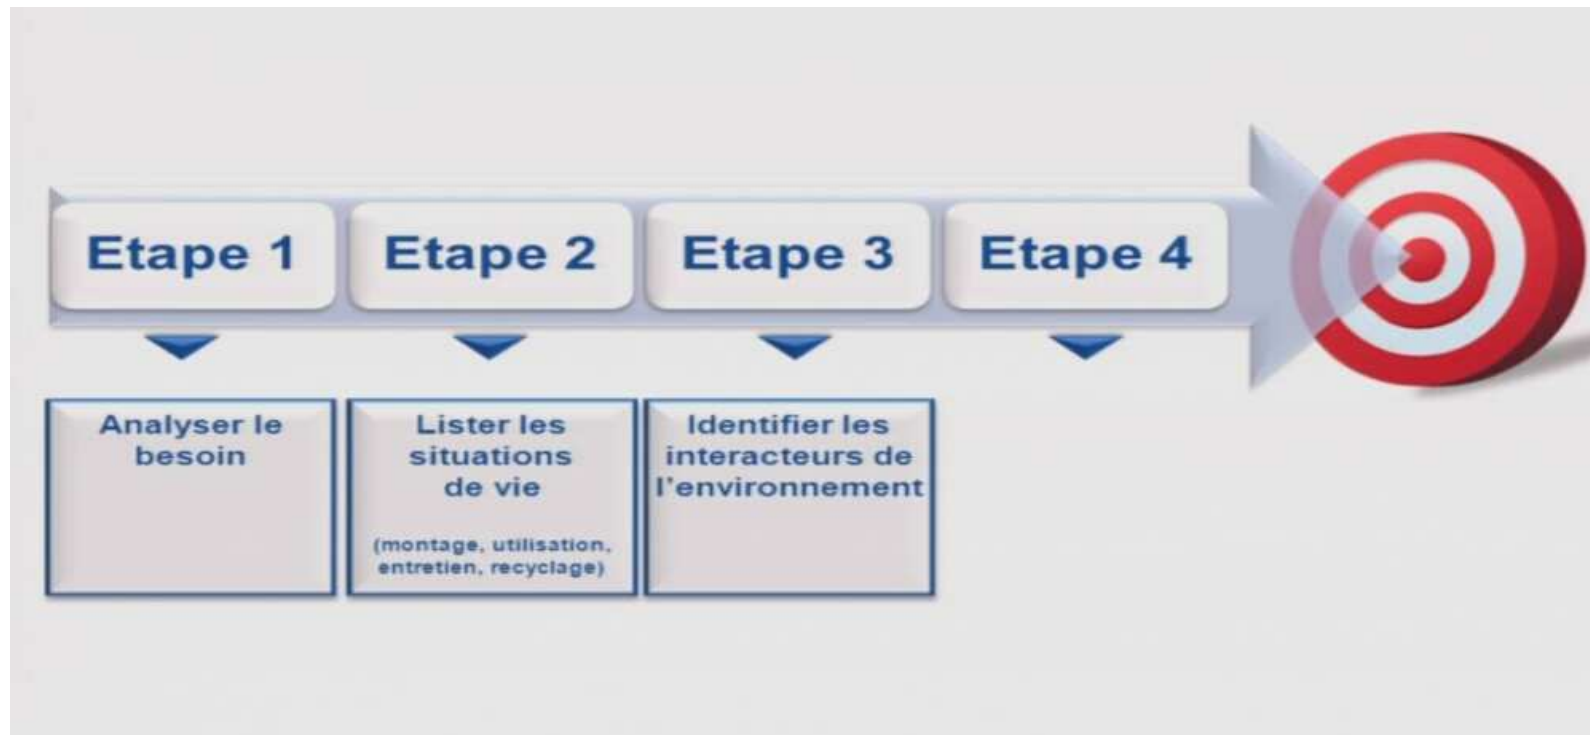 Etape 1
Etape 2
Etape 3
Etape 4
Analyser le
besoin
Lister les
situations
de vie
(montage, utilisation,
entretien, recyclage)
Identifier les
interacteurs de
l'environnement